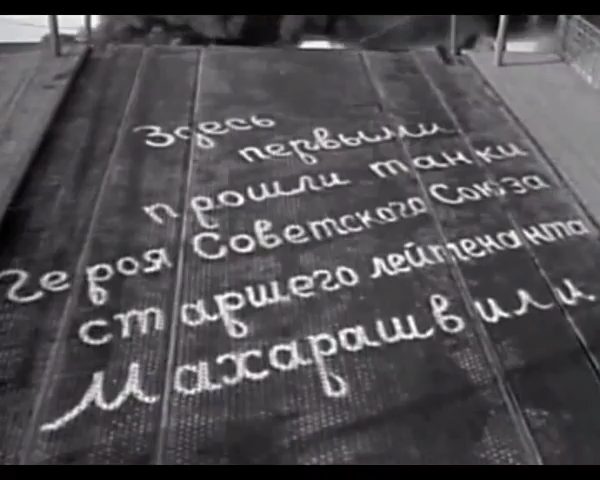 Здесь
первыми
прошли танки
героя Советского Союза
старшего лейтенанта
Махарашвили